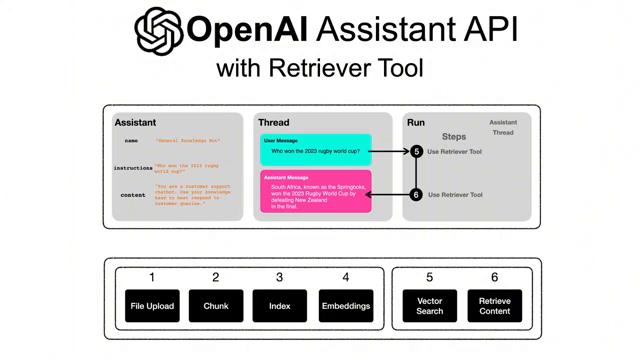 OpenAI Assistant API
with Retriever Tool
Assistant
name "General Knowledge Bot"
instructions "Who won the 2023 rugby
world cup?"
content "You are a customer support
chatbot. Use your knowledge
base to best respond to
customer queries."
Thread
User Message
Who won the 2023 rugby world cup?
Assistant Message
South Africa, known as the Springboks,
won the 2023 Rugby World Cup by
defeating New Zealand
in the final.
Run
Steps
Assistant
Thread
5 Use Retriever Tool
6 Use Retriever Tool
1 2 3 4 5 6
File Upload
Chunk
Index
Embeddings
Vector
Search
Retrieve
Content